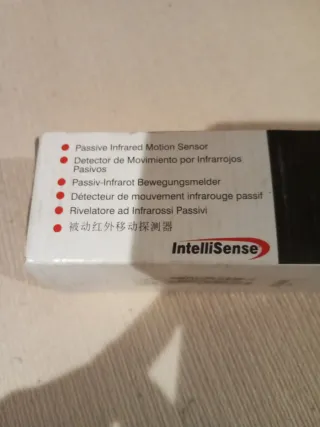 Passive Infrared Motion Sensor
Detector de Movimiento por Infrarrojos
Pasivos
Passiv-Infrarot Bewegungsmelder
Détecteur de mouvement infrarouge passif
Rivelatore ad Infrarossi Passivi
被动红外移动探测器
IntelliSense